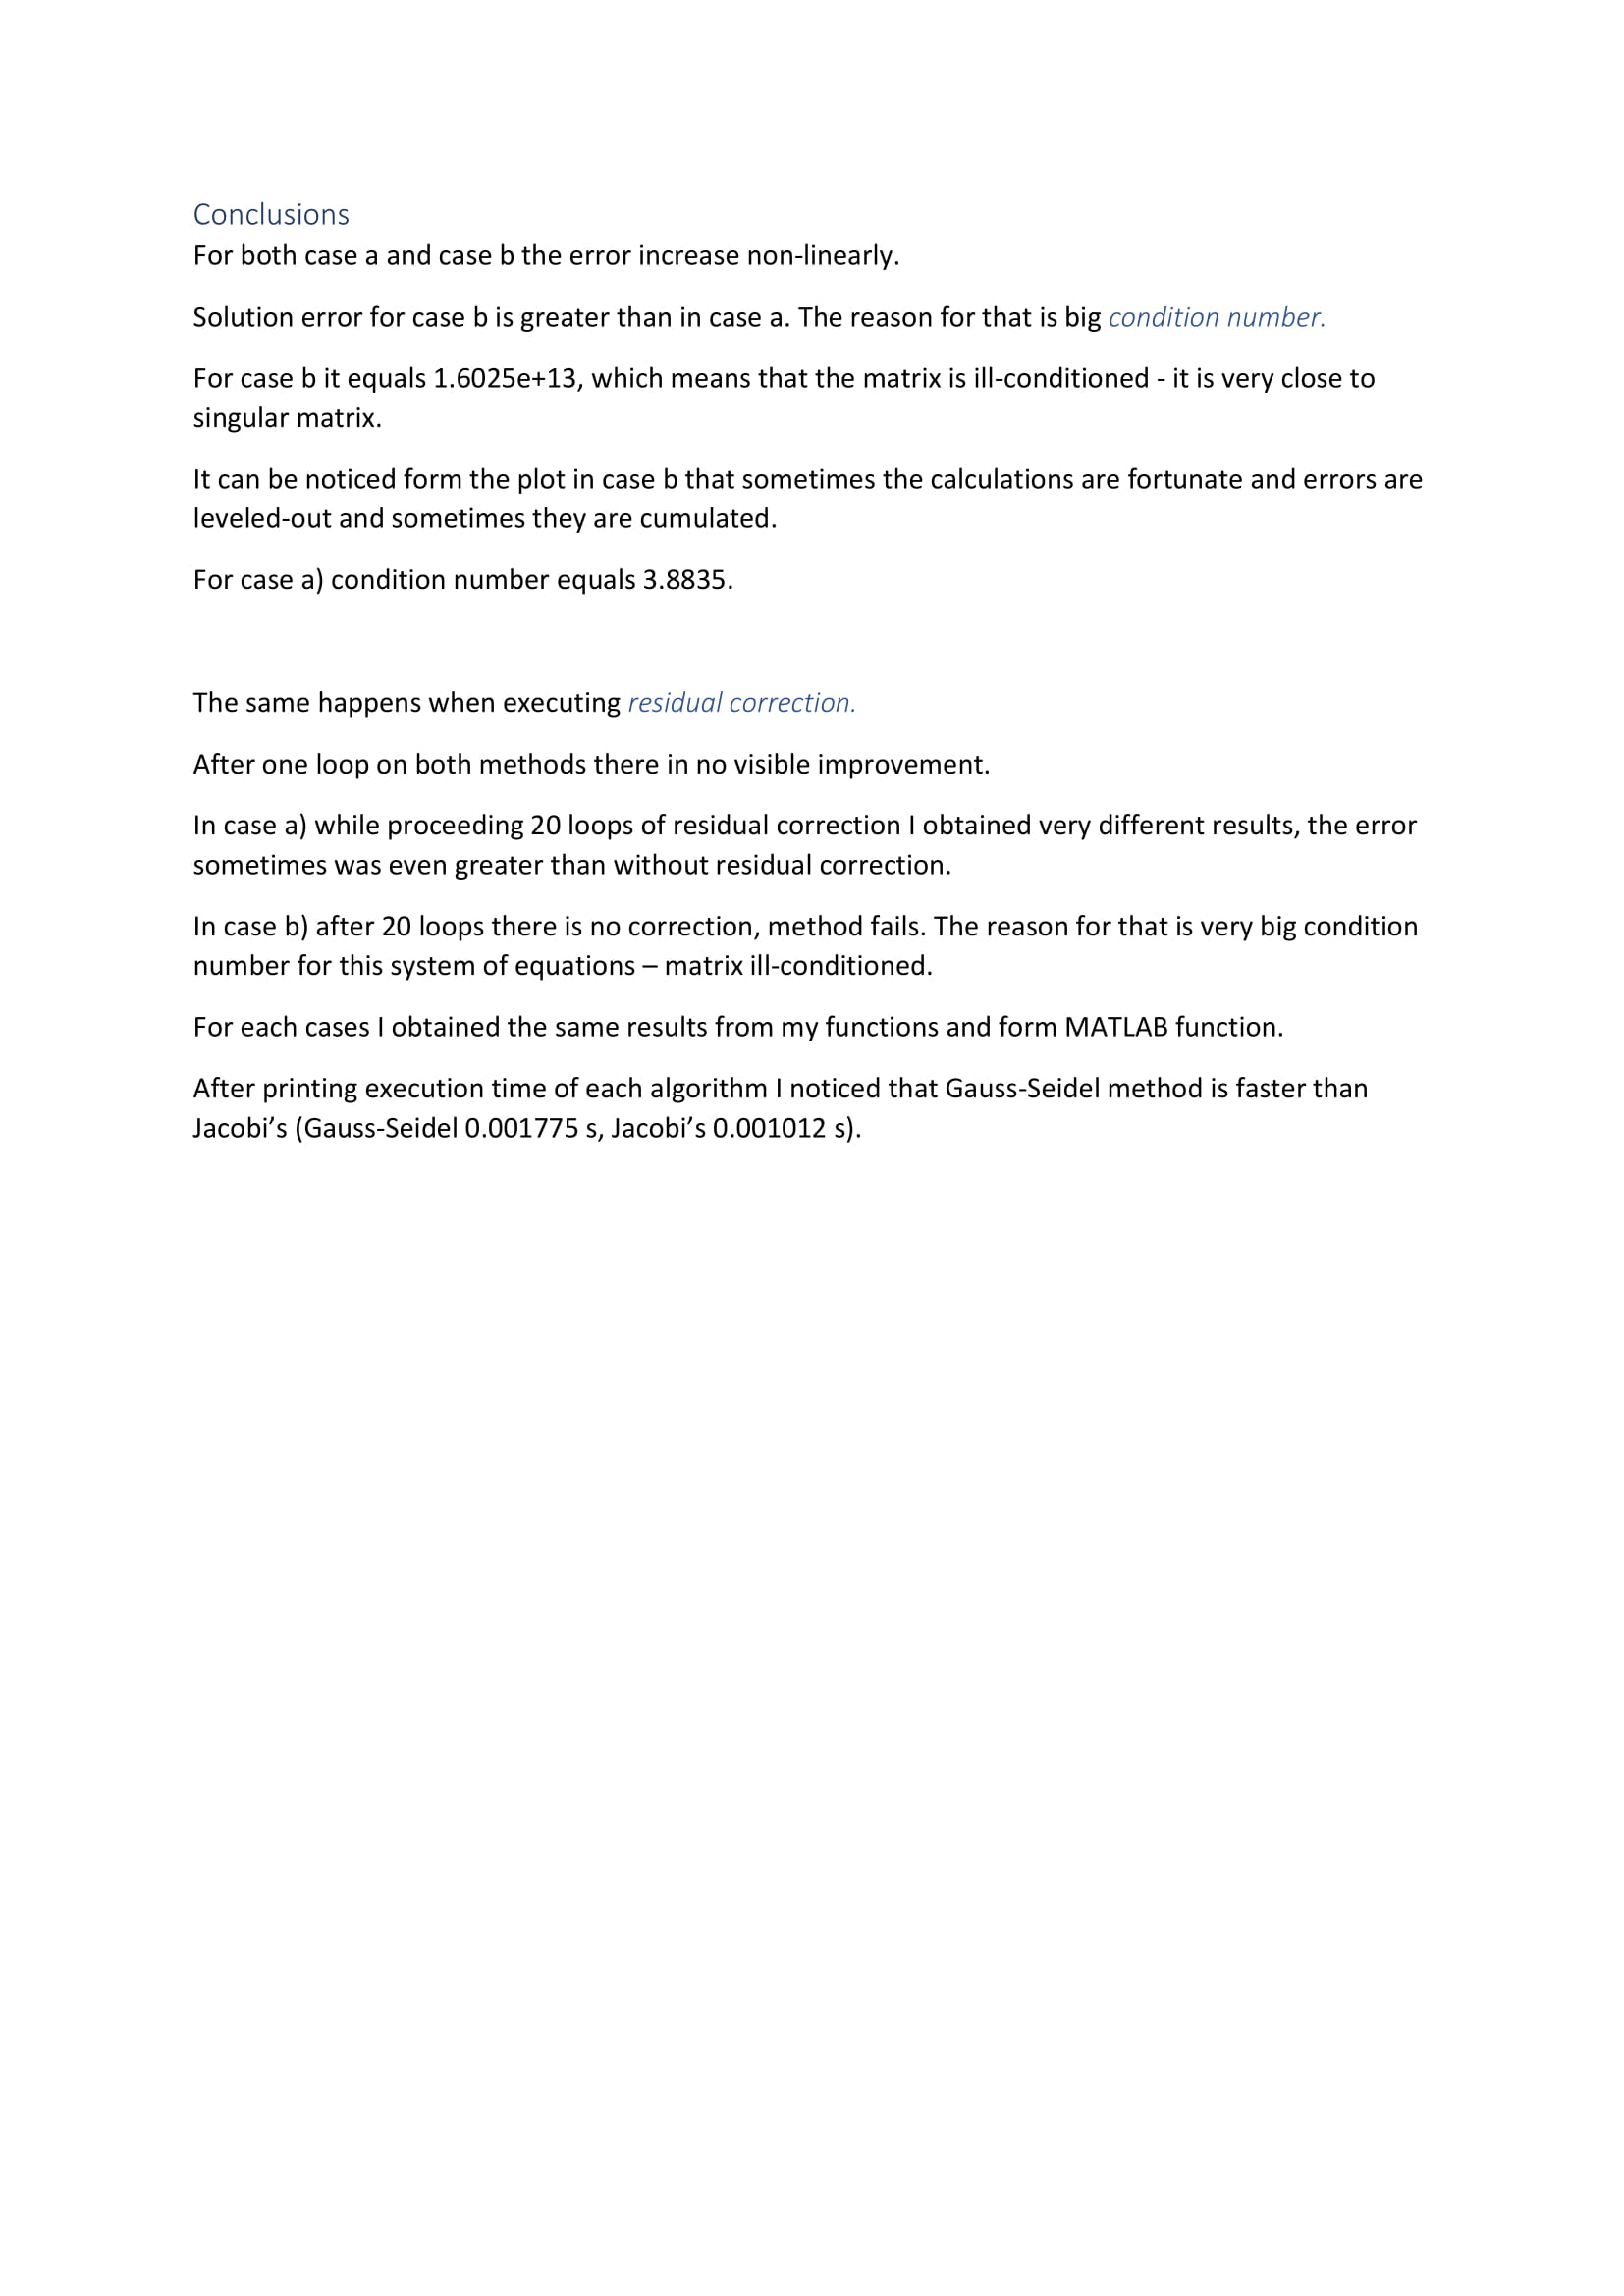 Conclusions
For both case a and case b the error increase non-linearly.
Solution error for case b is greater than in case a. The reason for that is big condition number.
For case b it equals 1.6025e+13, which means that the matrix is ill-conditioned - it is very close to
singular matrix.
It can be noticed form the plot in case b that sometimes the calculations are fortunate and errors are
leveled-out and sometimes they are cumulated.
For case a) condition number equals 3.8835.
The same happens when executing residual correction.
After one loop on both methods there in no visible improvement.
In case a) while proceeding 20 loops of residual correction I obtained very different results, the error
sometimes was even greater than without residual correction.
In case b) after 20 loops there is no correction, method fails. The reason for that is very big condition
number for this system of equations – matrix ill-conditioned.
For each cases I obtained the same results from my functions and form MATLAB function.
After printing execution time of each algorithm I noticed that Gauss-Seidel method is faster than
Jacobi’s (Gauss-Seidel 0.001775 s, Jacobi’s 0.001012 s).